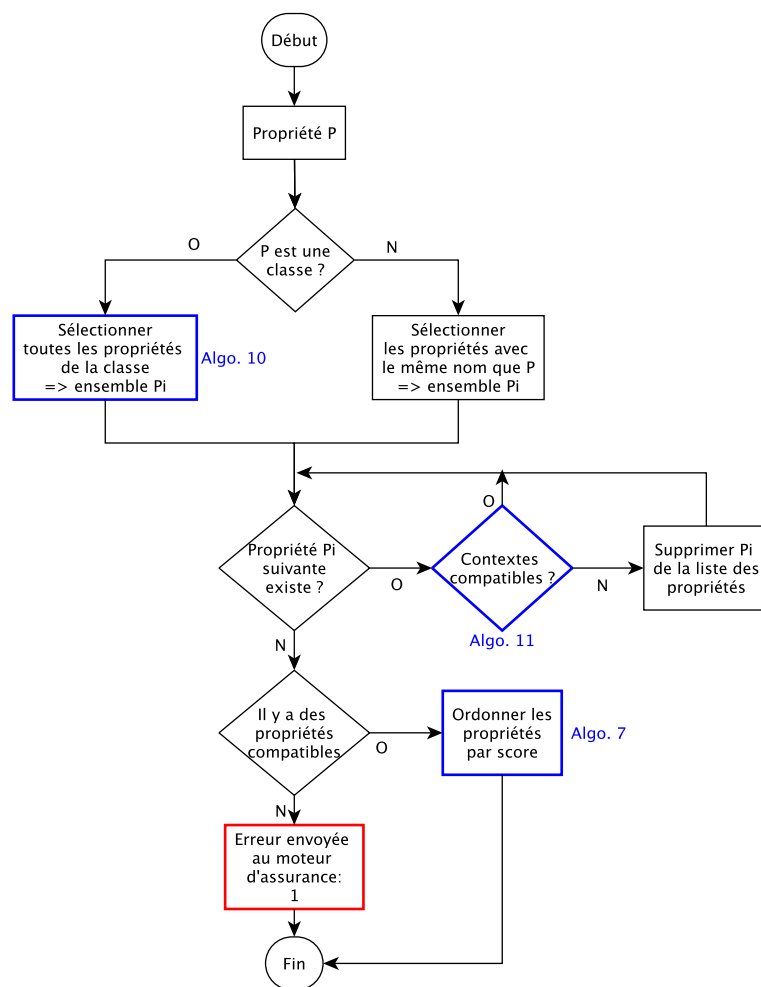 Début
Propriété P
P est une
classe ?
O
N
Sélectionner
toutes les propriétés
de la classe
=> ensemble Pi
Algo. 10
Sélectionner
les propriétés avec
le même nom que P
=> ensemble Pi
Propriété Pi
suivante
existe ?
O
Contextes
compatibles ?
O
N
Algo. 11
Supprimer Pi
de la liste des
propriétés
N
Il y a des
propriétés
compatibles
O
Ordonner les
propriétés
par score
Algo. 7
N
Erreur envoyée
au moteur
d'assurance:
1
Fin